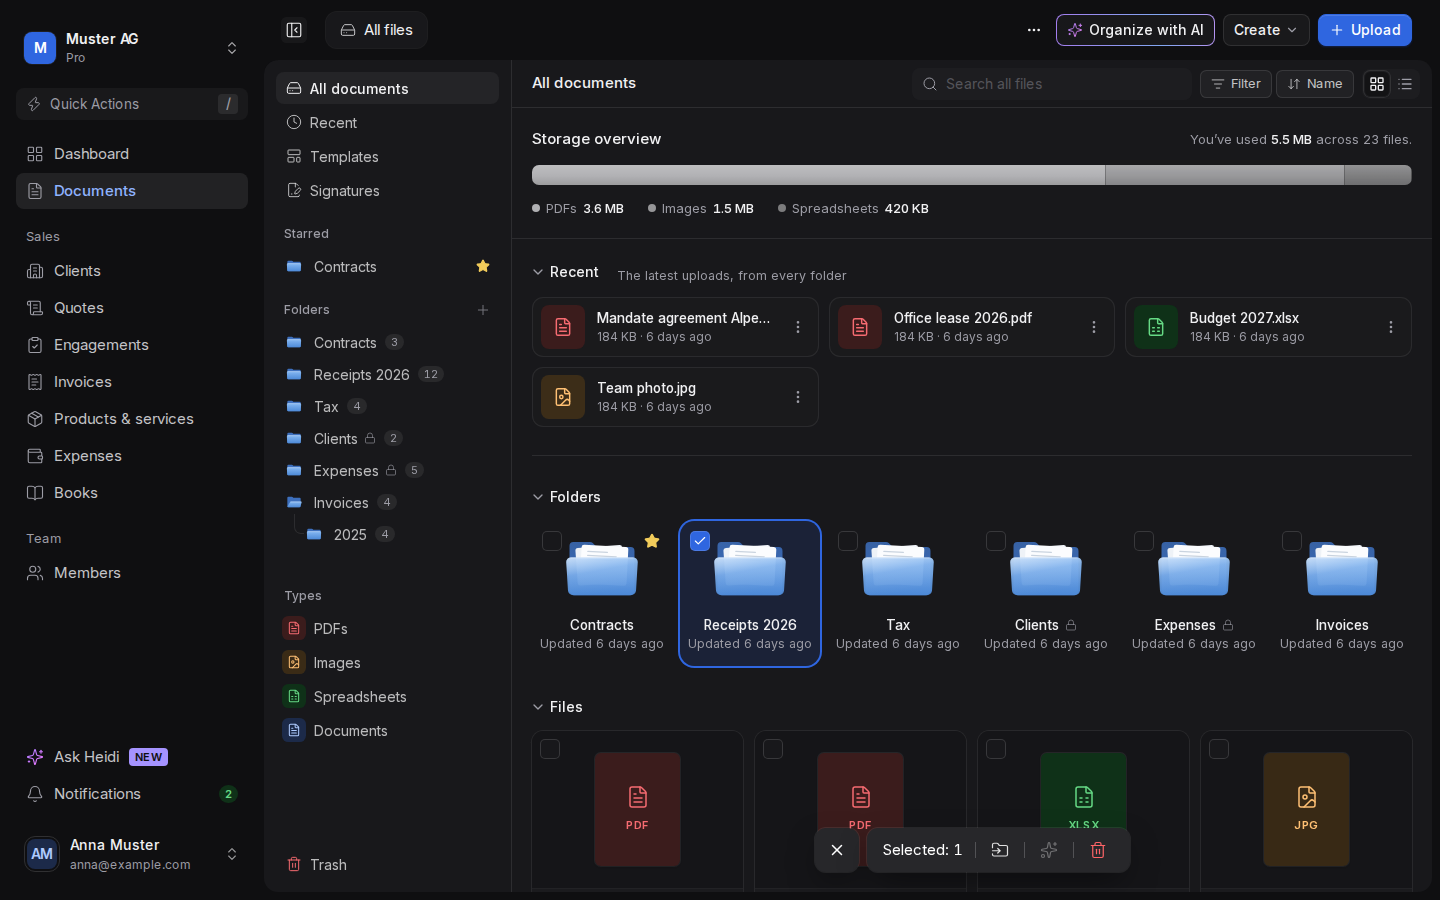 Muster AG
Pro
Quick Actions /
Dashboard
Documents
Sales
Clients
Quotes
Engagements
Invoices
Products & services
Expenses
Books
Team
Members
Ask Heidi NEW
Notifications 2
AM Anna Muster
anna@example.com
M
All files
Organize with AI
Create
Upload
All documents
Recent
Templates
Signatures
Starred
Contracts
Folders
Contracts 3
Receipts 2026 12
Tax 4
Clients 2
Expenses 5
Invoices 4
2025 4
Types
PDFs
Images
Spreadsheets
Documents
Trash
All documents
Search all files
Filter
Name
Storage overview
You've used 5.5 MB across 23 files.
PDFs 3.6 MB Images 1.5 MB Spreadsheets 420 KB
Recent The latest uploads, from every folder
Mandate agreement Alpe...
184 KB · 6 days ago
Office lease 2026.pdf
184 KB · 6 days ago
Budget 2027.xlsx
184 KB · 6 days ago
Team photo.jpg
184 KB · 6 days ago
Folders
Contracts
Updated 6 days ago
Receipts 2026
Updated 6 days ago
Tax
Updated 6 days ago
Clients
Updated 6 days ago
Expenses
Updated 6 days ago
Invoices
Updated 6 days ago
Files
PDF
PDF
XLSX
JPG
Selected: 1